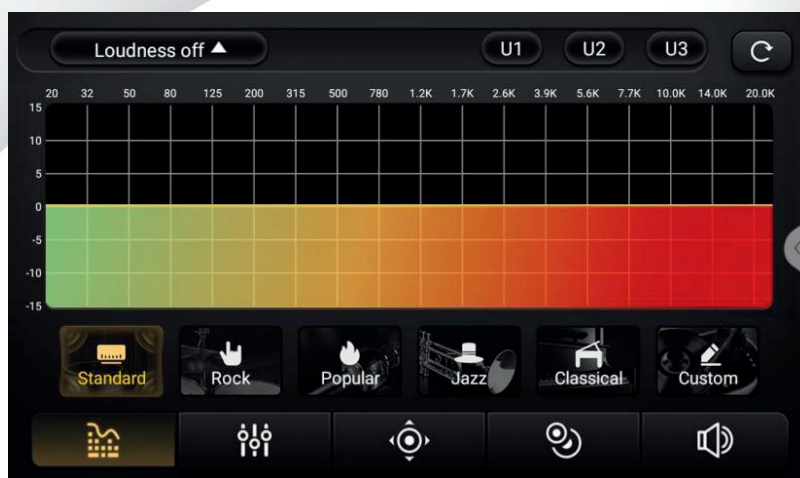 Loudness off U1 U2 U3
20 32 50 80 125 200 315 500 780 1.2K 1.7K 2.6K 3.9K 5.6K 7.7K 10.0K 14.0K 20.0K
15
10
5
0
-5
-10
-15
Standard Rock Popular Jazz Classical Custom